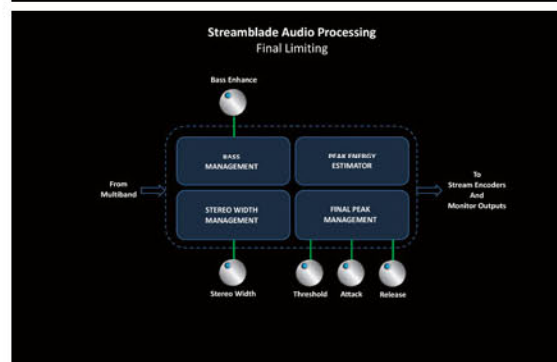 Streamblade Audio Processing
Final Limiting
Bass Enhance
BASS
MANAGEMENT
PEAK ENERGY
ESTIMATOR
From
Multiband
To
Stream Encoders
And
Monitor Outputs
STEREO WIDTH
MANAGEMENT
FINAL PEAK
MANAGEMENT
Stereo Width
Threshold
Attack
Release